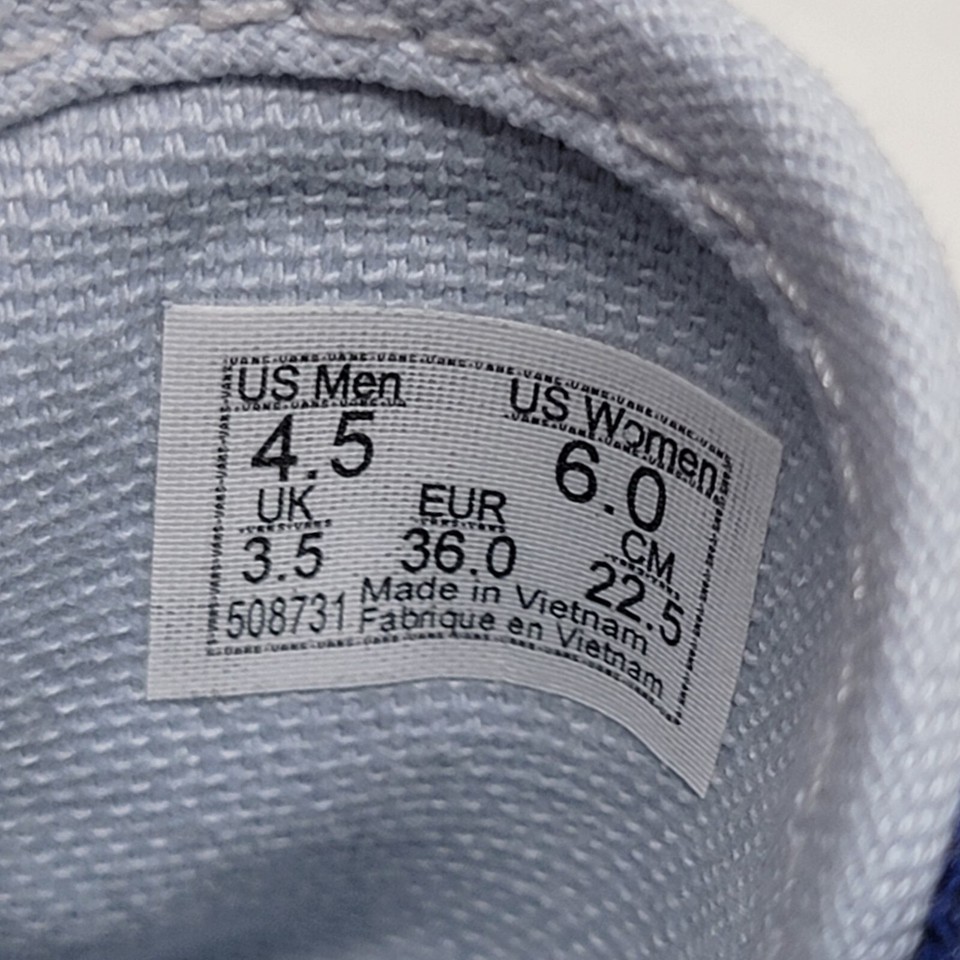 US Men US Women
4.5 6.0
UK EUR CM
3.5 36.0 22.5
508731 Made in Vietnam
Fabrique en Vietnam